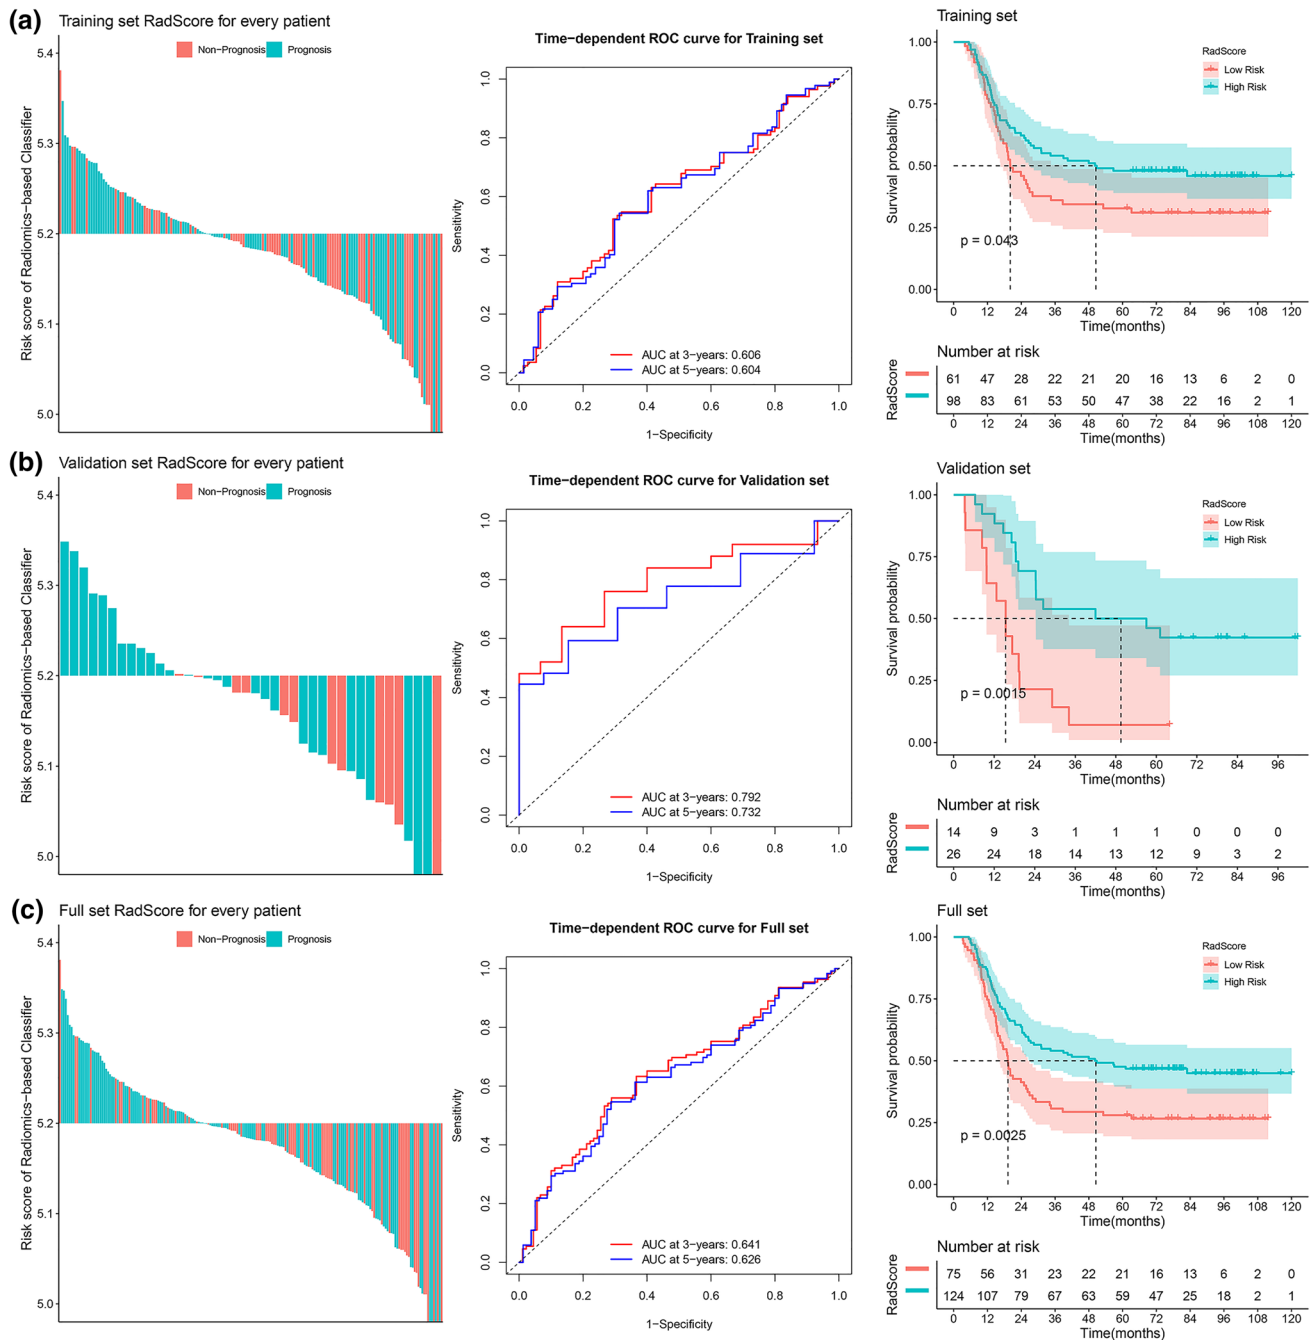 (a)
Training set RadScore for every patient
Non-Prognosis Prognosis
Risk score of Radiomics-based Classifier
5.4
5.3
5.2
5.1
5.0
Time-dependent ROC curve for Training set
Sensitivity
1.0
0.8
0.6
0.4
0.2
0.0
AUC at 3-years: 0.606
AUC at 5-years: 0.604
0.0 0.2 0.4 0.6 0.8 1.0
1-Specificity
Training set
Survival probability
1.00
0.75
0.50
0.25
0.00
RadScore
Low Risk
High Risk
p = 0.043
0 12 24 36 48 60 72 84 96 108 120
Time(months)
Number at risk
RadScore
61 47 28 22 21 20 16 13 6 2 0
98 83 61 53 50 47 38 22 16 2 1
0 12 24 36 48 60 72 84 96 108 120
Time(months)
(b)
Validation set RadScore for every patient
Non-Prognosis Prognosis
Risk score of Radiomics-based Classifier
5.4
5.3
5.2
5.1
5.0
Time-dependent ROC curve for Validation set
Sensitivity
1.0
0.8
0.6
0.4
0.2
0.0
AUC at 3-years: 0.792
AUC at 5-years: 0.732
0.0 0.2 0.4 0.6 0.8 1.0
1-Specificity
Validation set
Survival probability
1.00
0.75
0.50
0.25
0.00
RadScore
Low Risk
High Risk
p = 0.0015
0 12 24 36 48 60 72 84 96
Time(months)
Number at risk
RadScore
14 9 3 1 1 1 0 0 0
26 24 18 14 13 12 9 3 2
0 12 24 36 48 60 72 84 96
Time(months)
(c)
Full set RadScore for every patient
Non-Prognosis Prognosis
Risk score of Radiomics-based Classifier
5.4
5.3
5.2
5.1
5.0
Time-dependent ROC curve for Full set
Sensitivity
1.0
0.8
0.6
0.4
0.2
0.0
AUC at 3-years: 0.641
AUC at 5-years: 0.626
0.0 0.2 0.4 0.6 0.8 1.0
1-Specificity
Full set
Survival probability
1.00
0.75
0.50
0.25
0.00
RadScore
Low Risk
High Risk
p = 0.0025
0 12 24 36 48 60 72 84 96 108 120
Time(months)
Number at risk
RadScore
75 56 31 23 22 21 16 13 6 2 0
124 107 79 67 63 59 47 25 18 2 1
0 12 24 36 48 60 72 84 96 108 120
Time(months)